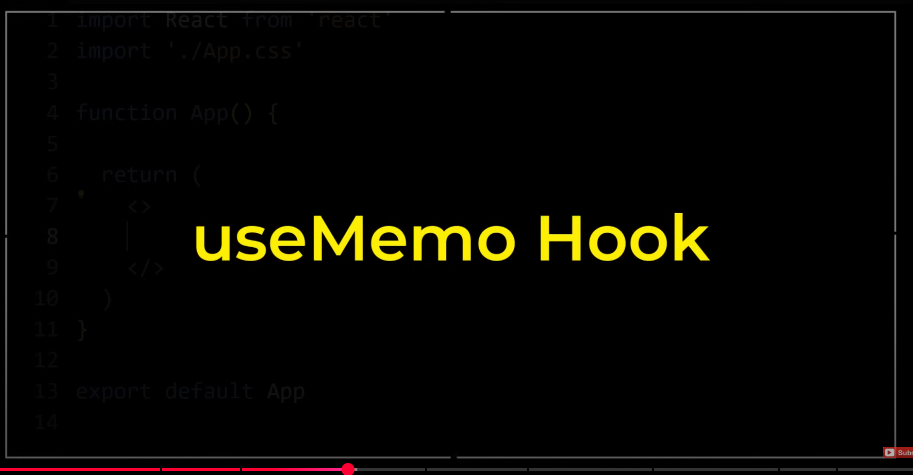 1 import React from 'react'
2 import './App.css'
3
4 function App() {
5
6 return (
7 <>
8
9 </>
10 )
11 }
12
13 export default App
14
useMemo Hook